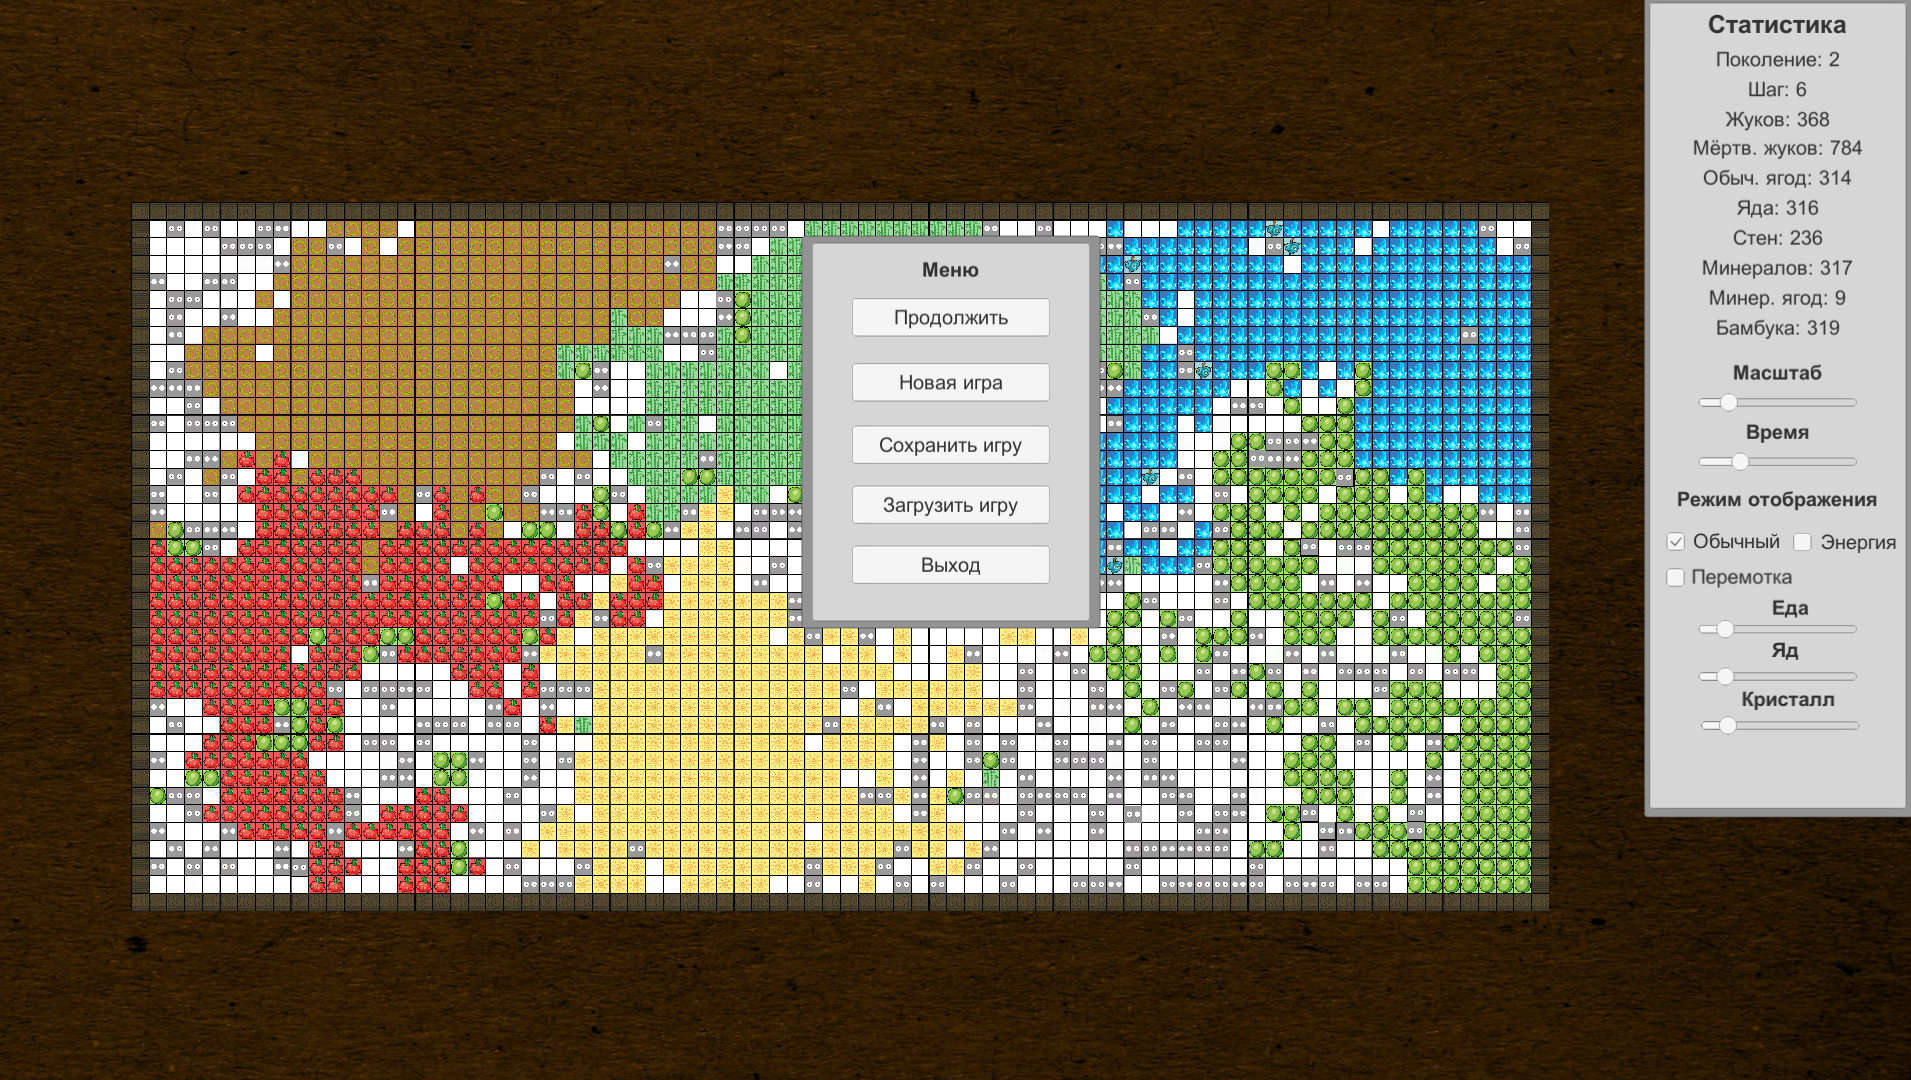 Статистика
Поколение: 2
Шаг: 6
Жуков: 368
Мёртв. жуков: 784
Обыч. ягод: 314
Яда: 316
Стен: 236
Минералов: 317
Минер. ягод: 9
Бамбука: 319
Масштаб
Время
Режим отображения
Обычный Энергия
Перемотка
Еда
Яд
Кристалл
Меню
Продолжить
Новая игра
Сохранить игру
Загрузить игру
Выход